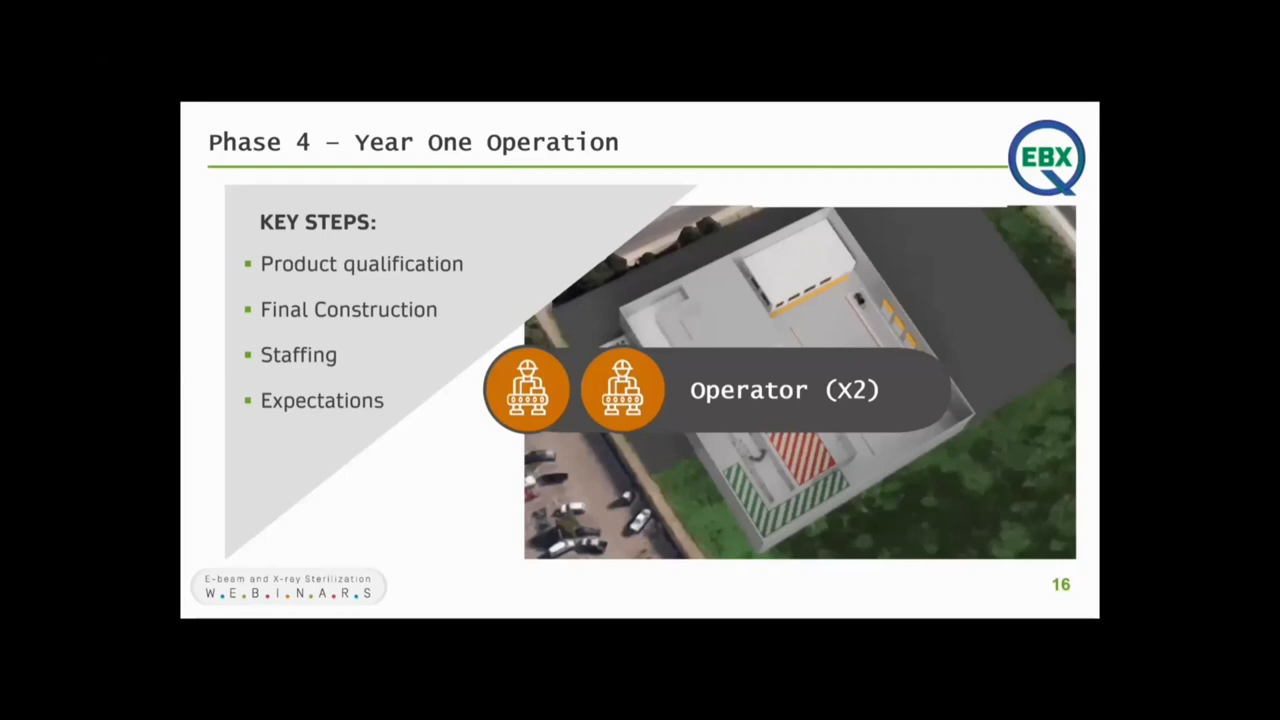 Phase 4 – Year One Operation
EBX
KEY STEPS:
▪ Product qualification
▪ Final Construction
▪ Staffing
▪ Expectations
Operator (X2)
E-beam and X-ray Sterilization
W.E.B.I.N.A.R.S
16